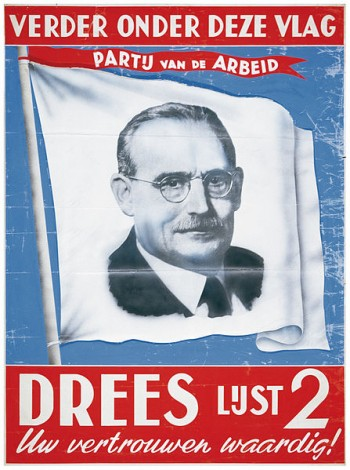 VERDER ONDER DEZE VLAG
PARTIJ VAN DE ARBEID
DREES LIJST 2
Uw vertrouwen waardig!